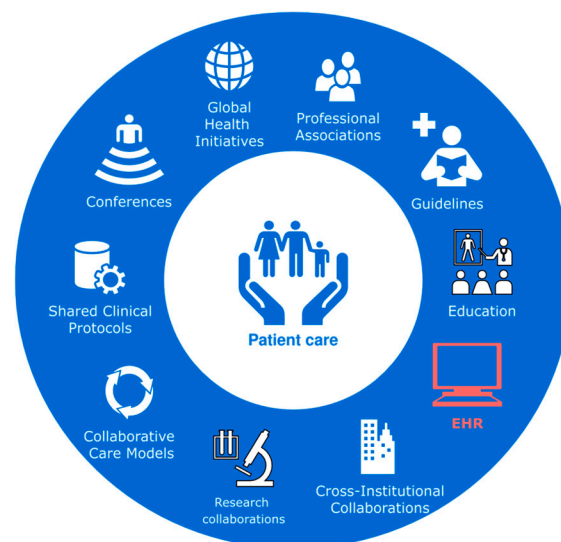 Global
Health
Initiatives
Professional
Associations
Guidelines
Conferences
Education
Shared Clinical
Protocols
Patient care
EHR
Collaborative
Care Models
Research
collaborations
Cross-Institutional
Collaborations